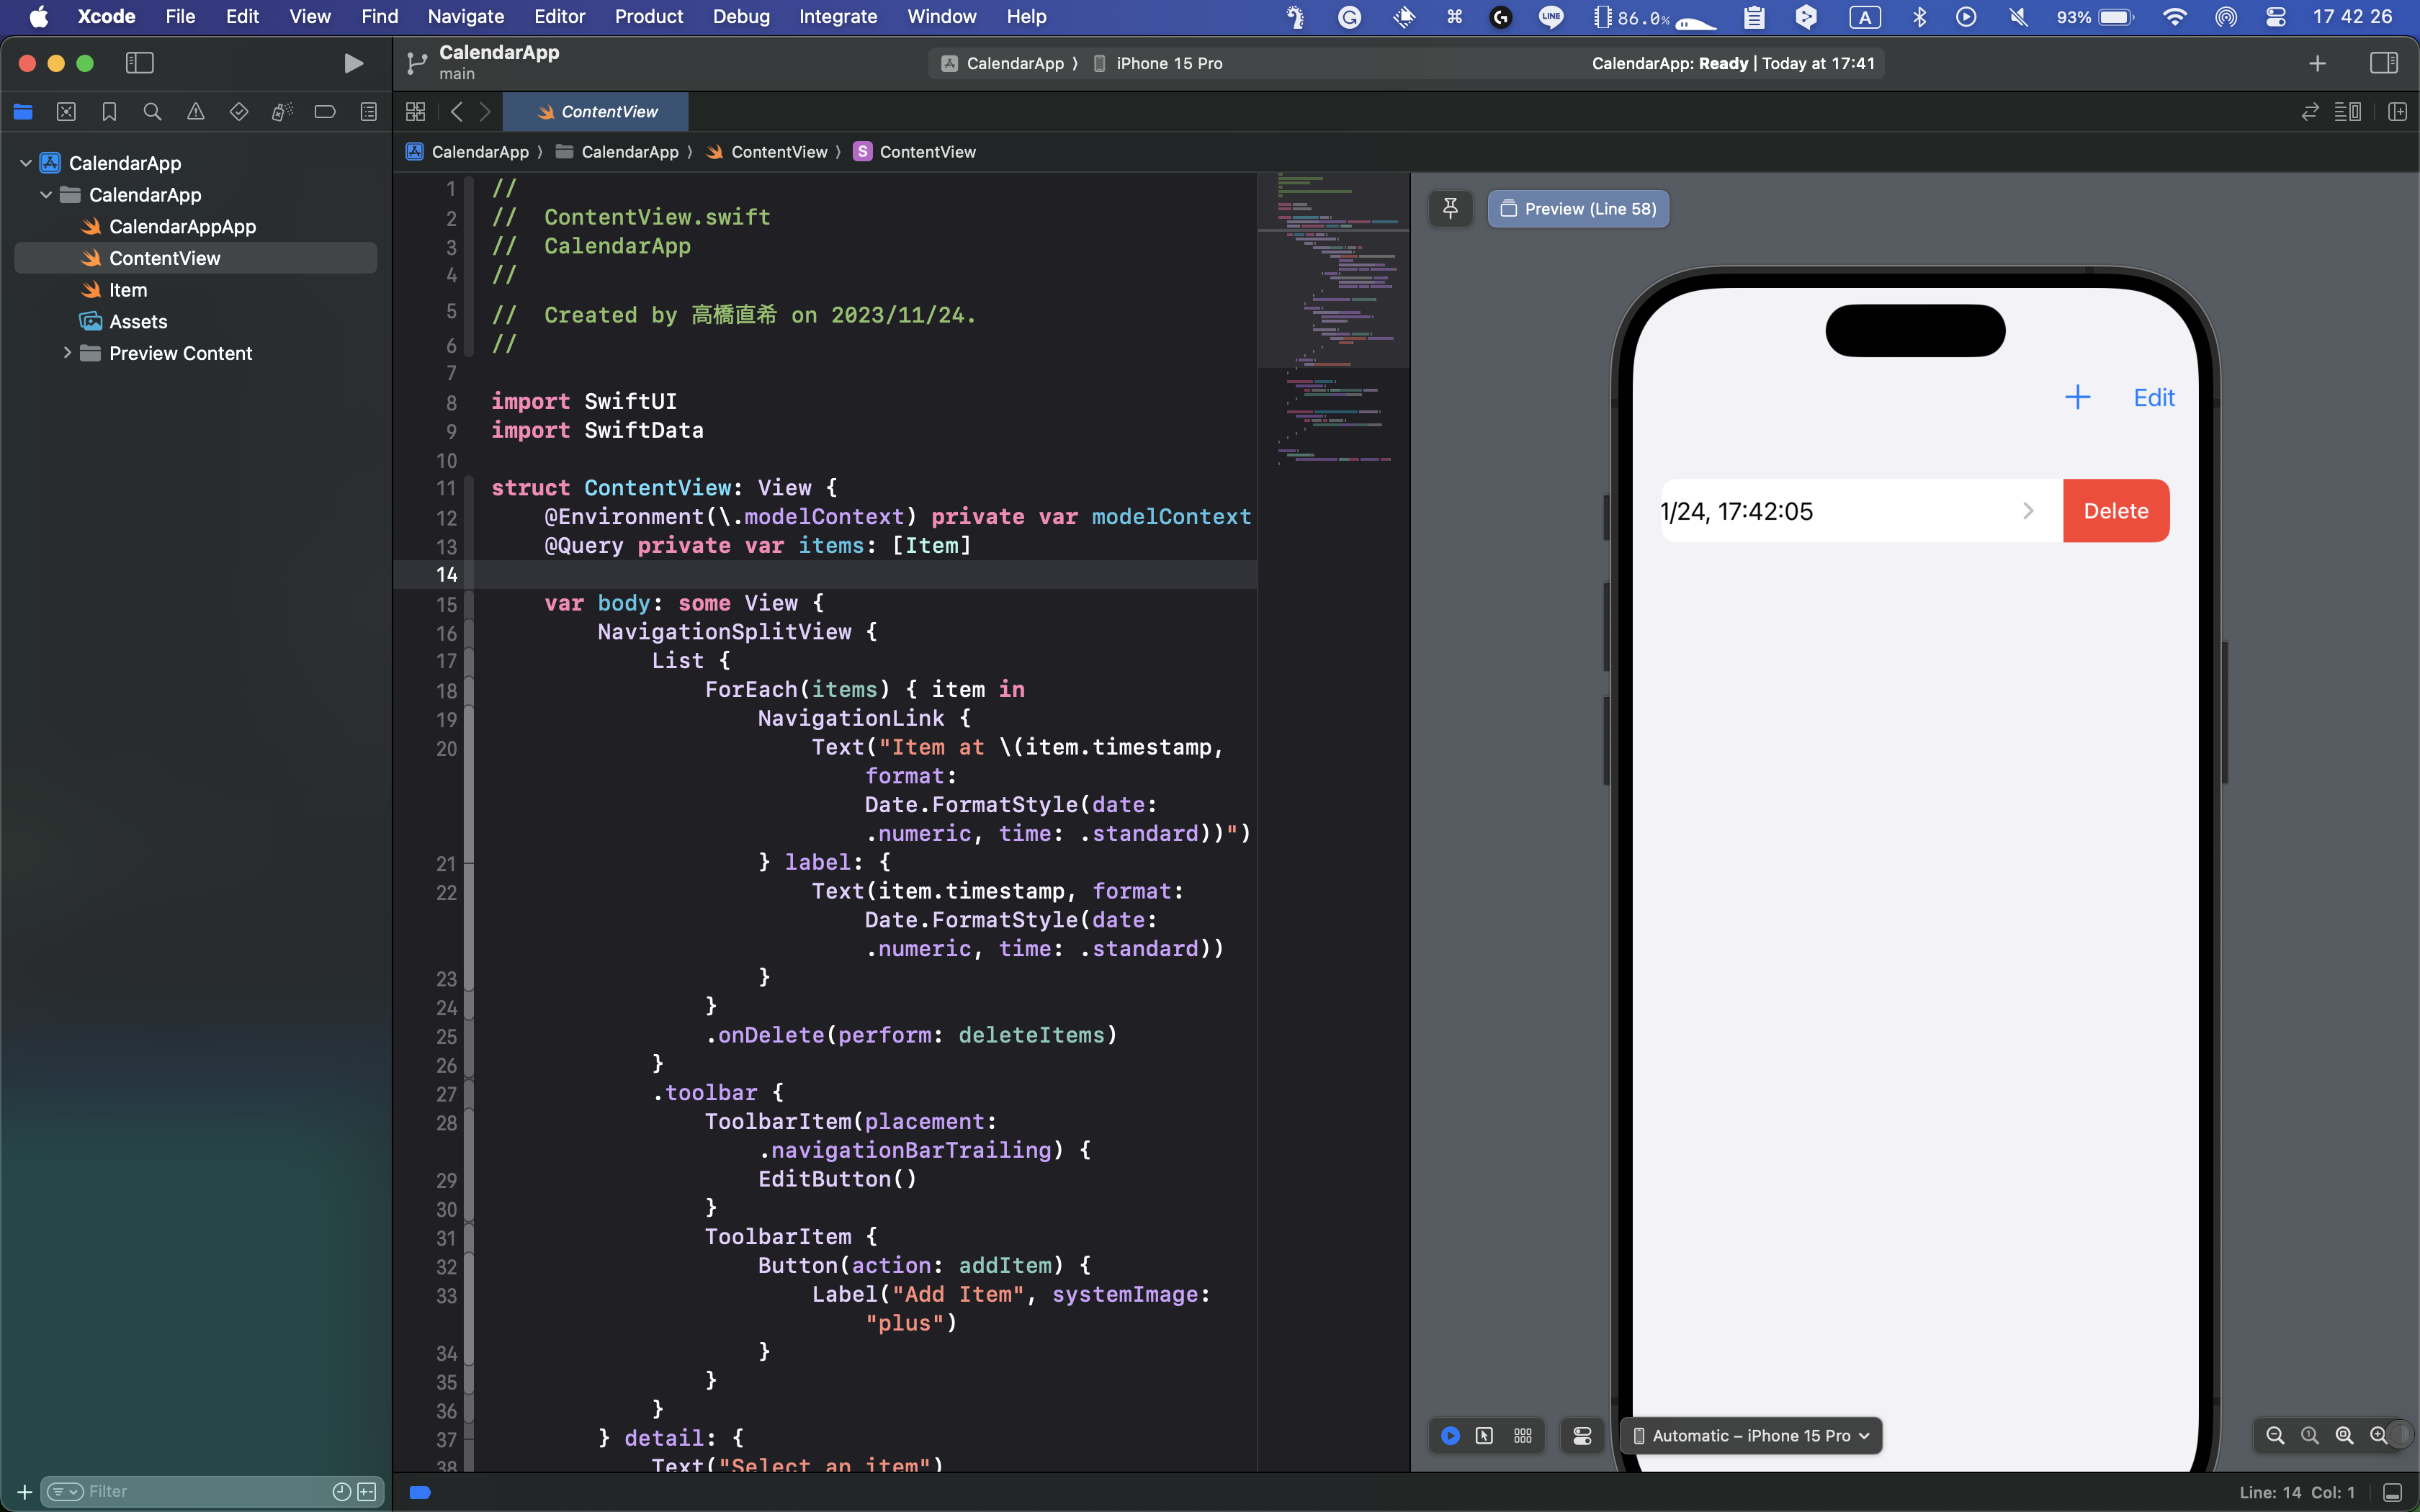 Xcode File Edit View Find Navigate Editor Product Debug Integrate Window Help LINE 86.0% A 93% 17 42 26
CalendarApp
main
CalendarApp 〉 iPhone 15 Pro
CalendarApp: Ready | Today at 17:41
ContentView
CalendarApp 〉 CalendarApp 〉 ContentView 〉 S ContentView
CalendarApp
CalendarApp
CalendarAppApp
ContentView
Item
Assets
Preview Content
1 //
2 //  ContentView.swift
3 //  CalendarApp
4 //
5 //  Created by 高橋直希 on 2023/11/24.
6 //
7
8 import SwiftUI
9 import SwiftData
10
11 struct ContentView: View {
12     @Environment(\.modelContext) private var modelContext
13     @Query private var items: [Item]
14
15     var body: some View {
16         NavigationSplitView {
17             List {
18                 ForEach(items) { item in
19                     NavigationLink {
20                         Text("Item at \(item.timestamp,
format:
Date.FormatStyle(date:
.numeric, time: .standard))")
21                     } label: {
22                         Text(item.timestamp, format:
Date.FormatStyle(date:
.numeric, time: .standard))
23                     }
24                 }
25                 .onDelete(perform: deleteItems)
26             }
27             .toolbar {
28                 ToolbarItem(placement:
.navigationBarTrailing) {
29                     EditButton()
30                 }
31                 ToolbarItem {
32                     Button(action: addItem) {
33                         Label("Add Item", systemImage:
"plus")
34                     }
35                 }
36             }
37         } detail: {
38             Text("Select an item")
Preview (Line 58)
Edit
1/24, 17:42:05
Delete
Automatic – iPhone 15 Pro
Filter
Line: 14 Col: 1